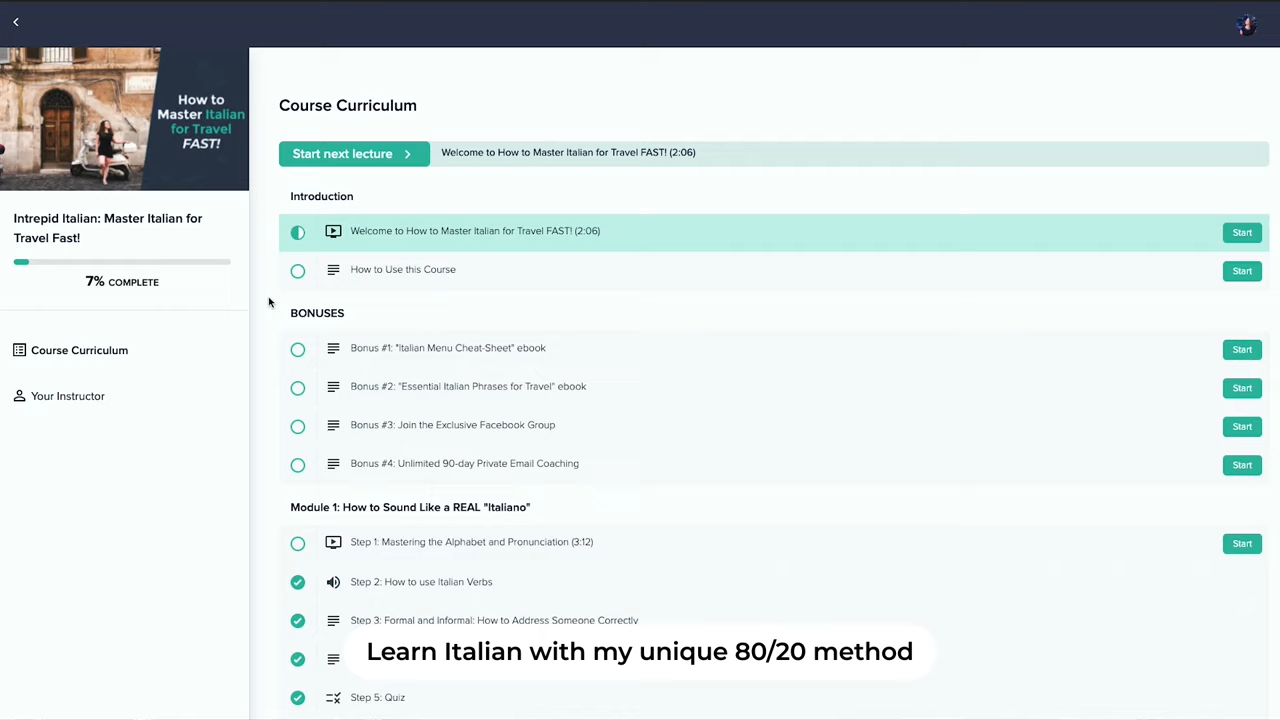 How to
Master Italian
for Travel
FAST!
Intrepid Italian: Master Italian for
Travel Fast!
7% COMPLETE
Course Curriculum
Your Instructor
Course Curriculum
Start next lecture
Welcome to How to Master Italian for Travel FAST! (2:06)
Introduction
Welcome to How to Master Italian for Travel FAST! (2:06)
Start
How to Use this Course
Start
BONUSES
Bonus #1: "Italian Menu Cheat-Sheet" ebook
Start
Bonus #2: "Essential Italian Phrases for Travel" ebook
Start
Bonus #3: Join the Exclusive Facebook Group
Start
Bonus #4: Unlimited 90-day Private Email Coaching
Start
Module 1: How to Sound Like a REAL "Italiano"
Step 1: Mastering the Alphabet and Pronunciation (3:12)
Start
Step 2: How to use Italian Verbs
Step 3: Formal and Informal: How to Address Someone Correctly
Learn Italian with my unique 80/20 method
Step 5: Quiz